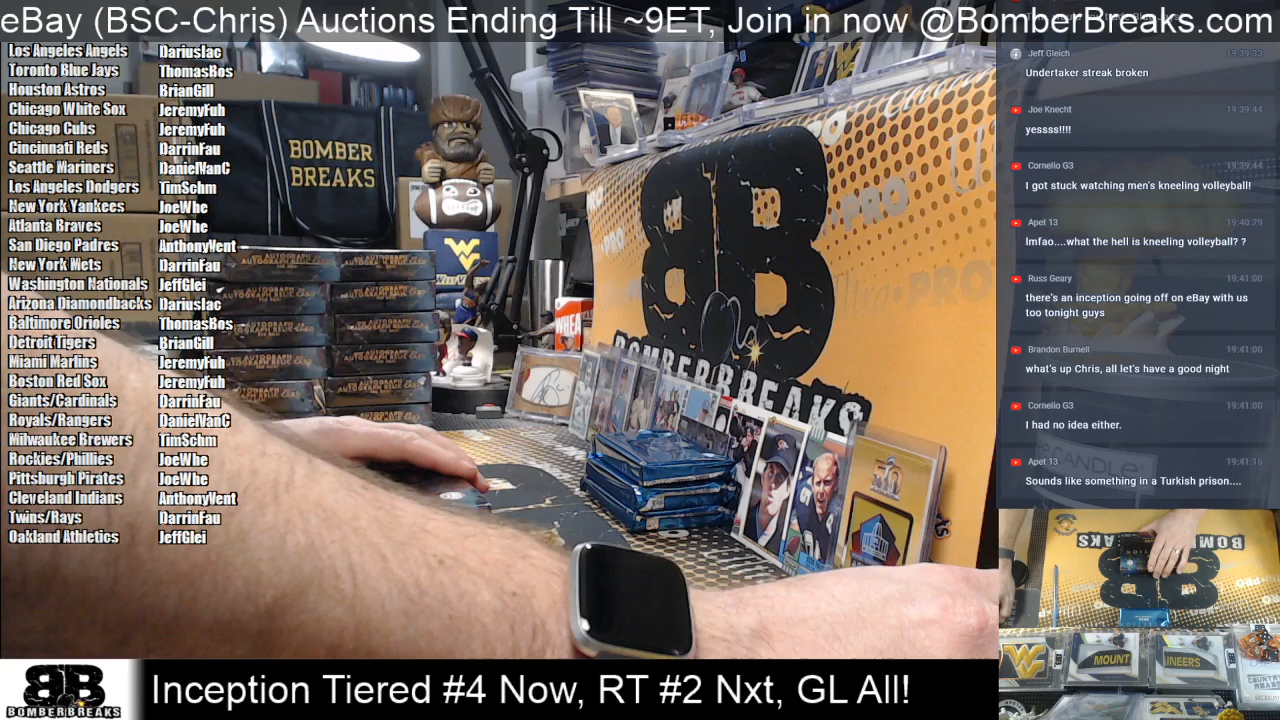 eBay (BSC-Chris) Auctions Ending Till ~9ET, Join in now @BomberBreaks.com
Los Angeles Angels DariusIac
Toronto Blue Jays ThomasRos
Houston Astros BrianGill
Chicago White Sox JeremyFuh
Chicago Cubs JeremyFuh
Cincinnati Reds DarrinFau
Seattle Mariners DanielVanC
Los Angeles Dodgers TimSchm
New York Yankees JoeWhe
Atlanta Braves JoeWhe
San Diego Padres AnthonyVent
New York Mets DarrinFau
Washington Nationals JeffGlei
Arizona Diamondbacks DariusIac
Baltimore Orioles ThomasRos
Detroit Tigers BrianGill
Miami Marlins JeremyFuh
Boston Red Sox JeremyFuh
Giants/Cardinals DarrinFau
Royals/Rangers DanielVanC
Milwaukee Brewers TimSchm
Rockies/Phillies JoeWhe
Pittsburgh Pirates JoeWhe
Cleveland Indians AnthonyVent
Twins/Rays DarrinFau
Oakland Athletics JeffGlei
BOMBER
BREAKS
BB
BOMBERBREAKS
Jeff Gleich 19:39:33
Undertaker streak broken
Joe Knecht 19:39:44
yessss!!!!
Cornelio G3 19:39:44
I got stuck watching men's kneeling volleyball!
Apet 13 19:40:29
lmfao....what the hell is kneeling volleyball? ?
Russ Geary 19:41:00
there's an inception going off on eBay with us
too tonight guys
Brandon Burnell 19:41:00
what's up Chris, all let's have a good night
Cornelio G3 19:41:00
I had no idea either.
Apet 13 19:41:15
Sounds like something in a Turkish prison....
MOUNT
AINEERS
BB
BOMBERBREAKS
Inception Tiered #4 Now, RT #2 Nxt, GL All!